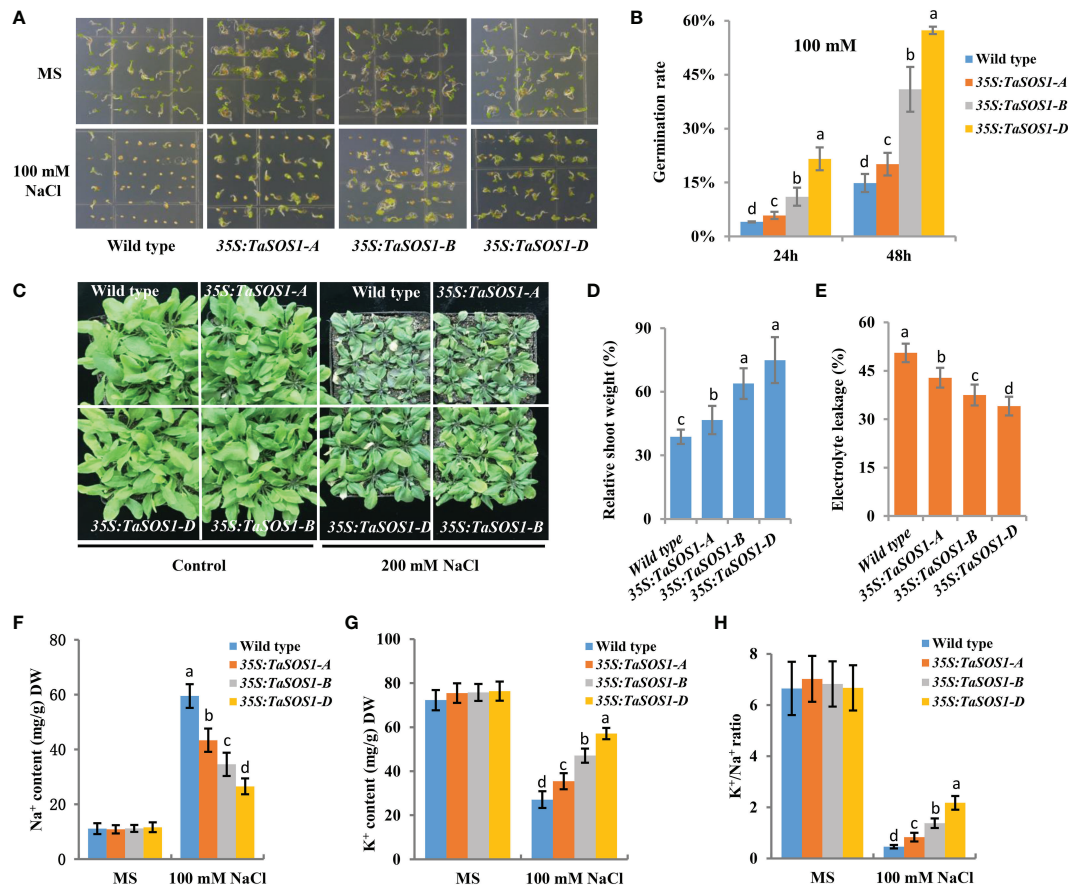 A
MS
100 mM
NaCl
Wild type
35S:TaSOS1-A
35S:TaSOS1-B
35S:TaSOS1-D
B
100 mM
Germination rate
60%
45%
30%
15%
0%
d
c
b
a
d
c
b
a
24h
48h
Wild type
35S:TaSOS1-A
35S:TaSOS1-B
35S:TaSOS1-D
C
Wild type
35S:TaSOS1-A
Wild type
35S:TaSOS1-A
35S:TaSOS1-D
35S:TaSOS1-B
35S:TaSOS1-D
35S:TaSOS1-B
Control
200 mM NaCl
D
Relative shoot weight (%)
90
60
30
0
c
b
a
a
Wild type
35S:TaSOS1-A
35S:TaSOS1-B
35S:TaSOS1-D
E
Electrolyte leakage (%)
60
45
30
15
0
a
b
c
d
Wild type
35S:TaSOS1-A
35S:TaSOS1-B
35S:TaSOS1-D
F
Na⁺ content (mg/g) DW
80
60
40
20
0
a
b
c
d
MS
100 mM NaCl
Wild type
35S:TaSOS1-A
35S:TaSOS1-B
35S:TaSOS1-D
G
K⁺ content (mg/g) DW
100
80
60
40
20
0
d
c
b
a
MS
100 mM NaCl
Wild type
35S:TaSOS1-A
35S:TaSOS1-B
35S:TaSOS1-D
H
K⁺/Na⁺ ratio
8
6
4
2
0
d
c
b
a
MS
100 mM NaCl
Wild type
35S:TaSOS1-A
35S:TaSOS1-B
35S:TaSOS1-D